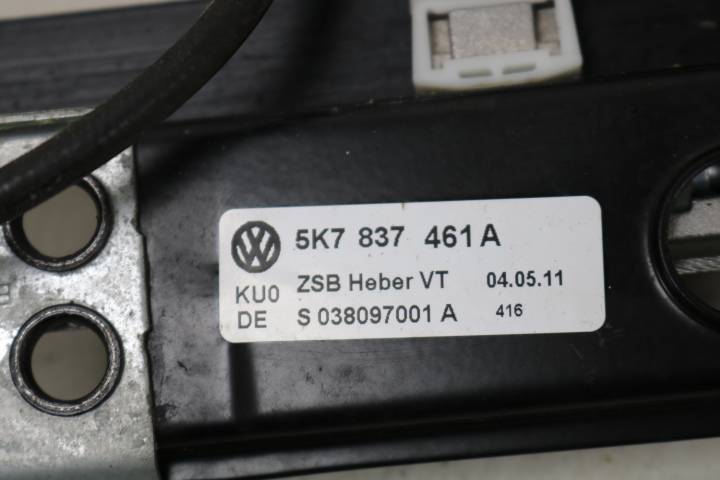 5K7 837 461 A
KU0 ZSB Heber VT 04.05.11
DE S 038097001 A 416